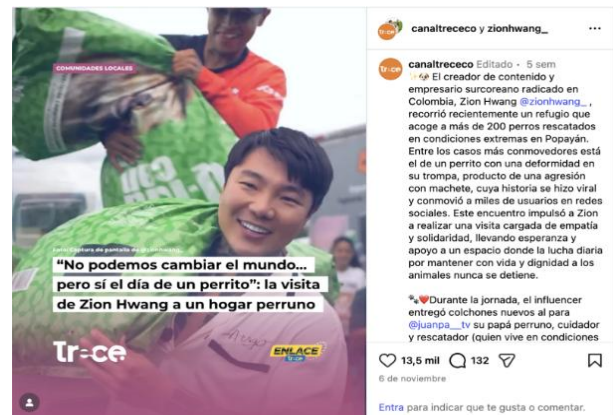 COMUNIDADES LOCALES
“No podemos cambiar el mundo...
pero sí el día de un perrito”: la visita
de Zion Hwang a un hogar perruno
Trece
ENLACE
canaltrececo y zionhwang_
canaltrececo Editado · 5 sem
El creador de contenido y
empresario surcoreano radicado en
Colombia, Zion Hwang @zionhwang_ ,
recorrió recientemente un refugio que
acoge a más de 200 perros rescatados
en condiciones extremas en Popayán.
Entre los casos más conmovedores está
el de un perrito con una deformidad en
su trompa, producto de una agresión
con machete, cuya historia se hizo viral
y conmovió a miles de usuarios en redes
sociales. Este encuentro impulsó a Zion
a realizar una visita cargada de empatía
y solidaridad, llevando esperanza y
apoyo a un espacio donde la lucha diaria
por mantener con vida y dignidad a los
animales nunca se detiene.
Durante la jornada, el influencer
entregó colchones nuevos al para
@juanpa__tv su papá perruno, cuidador
y rescatador (quien vive en condiciones
13,5 mil 132
6 de noviembre
Entra para indicar que te gusta o comentar.